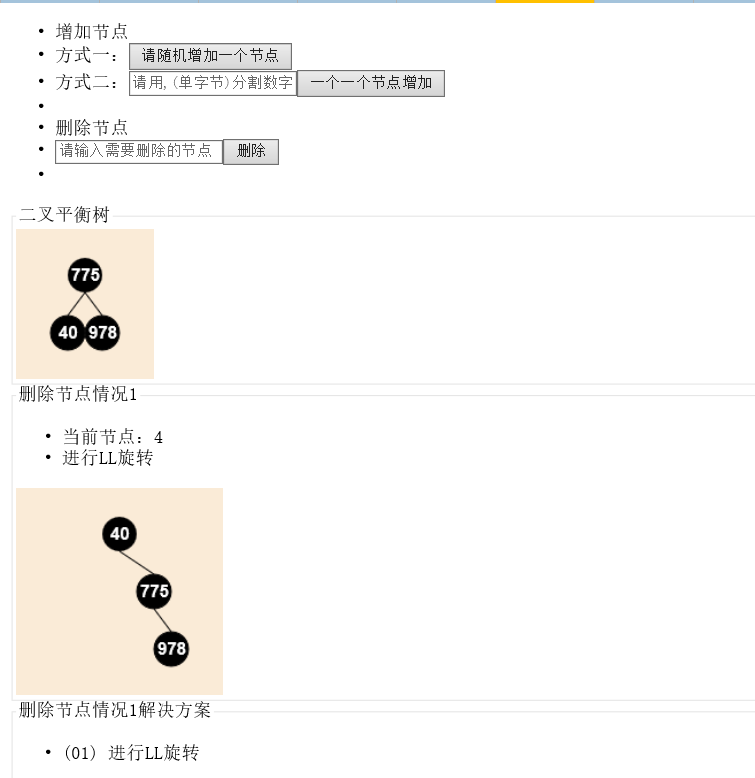 增加节点
方式一：请随机增加一个节点
方式二：请用,(单字节)分割数字 一个一个节点增加
删除节点
请输入需要删除的节点 删除
二叉平衡树
775
40 978
删除节点情况1
当前节点：4
进行LL旋转
40
775
978
删除节点情况1解决方案
(01) 进行LL旋转